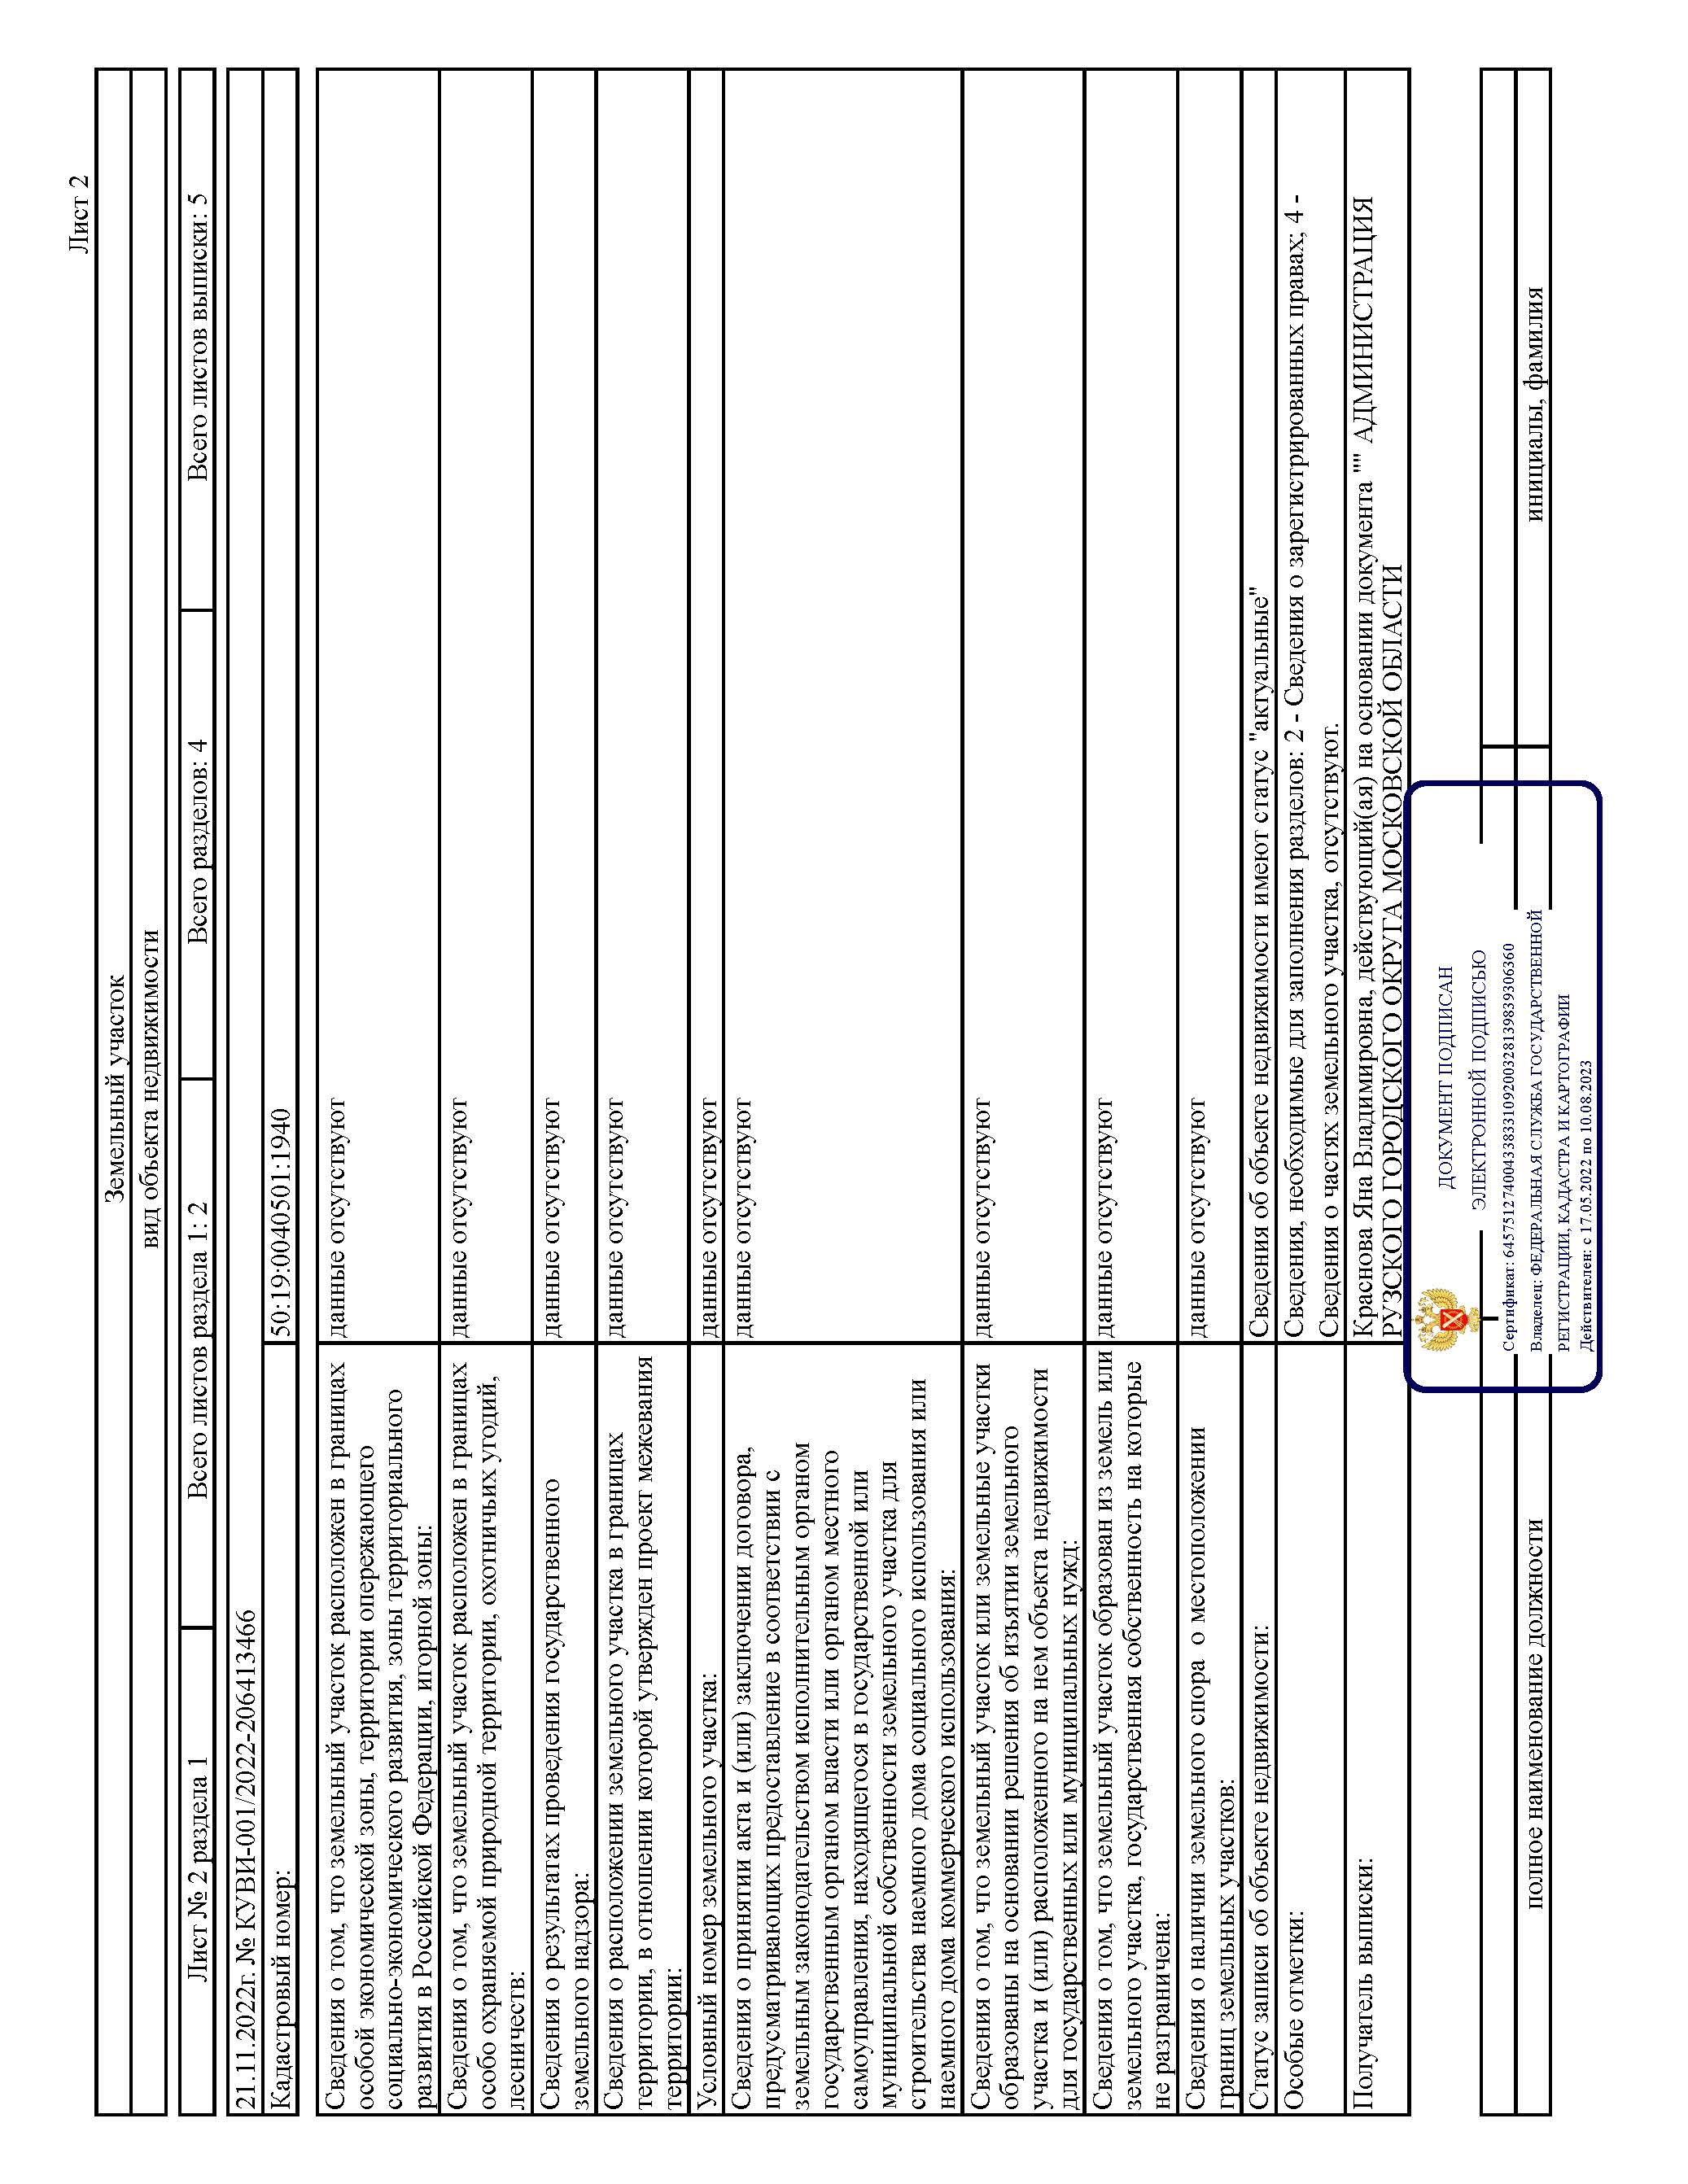 Лист 2
Земельный участок
вид объекта недвижимости
Лист № 2 раздела 1
Всего листов раздела 1: 2
Всего разделов: 4
Всего листов выписки: 5
21.11.2022г. № КУВИ-001/2022-206413466
Кадастровый номер:
50:19:0040501:1940
Сведения о том, что земельный участок расположен в границах
особой экономической зоны, территории опережающего
социально-экономического развития, зоны территориального
развития в Российской Федерации, игорной зоны:
данные отсутствуют
Сведения о том, что земельный участок расположен в границах
особо охраняемой природной территории, охотничьих угодий,
лесничеств:
данные отсутствуют
Сведения о результатах проведения государственного
земельного надзора:
данные отсутствуют
Сведения о расположении земельного участка в границах
территории, в отношении которой утвержден проект межевания
территории:
данные отсутствуют
Условный номер земельного участка:
данные отсутствуют
Сведения о принятии акта и (или) заключении договора,
предусматривающих предоставление в соответствии с
земельным законодательством исполнительным органом
государственным органом власти или органом местного
самоуправления, находящегося в государственной или
муниципальной собственности земельного участка для
строительства наемного дома социального использования или
наемного дома коммерческого использования:
данные отсутствуют
Сведения о том, что земельный участок или земельные участки
образованы на основании решения об изъятии земельного
участка и (или) расположенного на нем объекта недвижимости
для государственных или муниципальных нужд:
данные отсутствуют
Сведения о том, что земельный участок образован из земель или
земельного участка, государственная собственность на которые
не разграничена:
данные отсутствуют
Сведения о наличии земельного спора о местоположении
границ земельных участков:
данные отсутствуют
Статус записи об объекте недвижимости:
Сведения об объекте недвижимости имеют статус "актуальные"
Особые отметки:
Сведения, необходимые для заполнения разделов: 2 - Сведения о зарегистрированных правах; 4 -
Сведения о частях земельного участка, отсутствуют.
Получатель выписки:
Краснова Яна Владимировна, действующий(ая) на основании документа "" АДМИНИСТРАЦИЯ
РУЗСКОГО ГОРОДСКОГО ОКРУГА МОСКОВСКОЙ ОБЛАСТИ
ДОКУМЕНТ ПОДПИСАН
ЭЛЕКТРОННОЙ ПОДПИСЬЮ
Сертификат: 645751274004338331092003281398393063​60
Владелец: ФЕДЕРАЛЬНАЯ СЛУЖБА ГОСУДАРСТВЕННОЙ
РЕГИСТРАЦИИ, КАДАСТРА И КАРТОГРАФИИ
Действителен: с 17.05.2022 по 10.08.2023
полное наименование должности
инициалы, фамилия